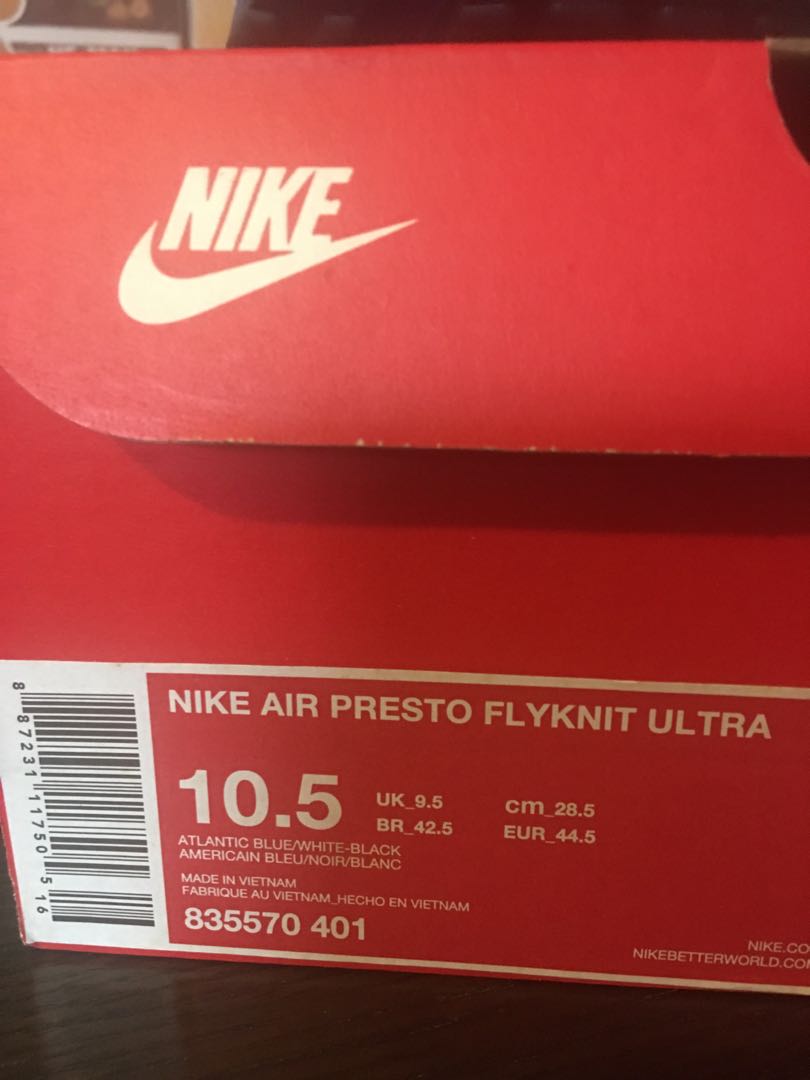 NIKE
NIKE AIR PRESTO FLYKNIT ULTRA
10.5
UK_9.5 cm_28.5
BR_42.5 EUR_44.5
ATLANTIC BLUE/WHITE-BLACK
AMERICAIN BLEU/NOIR/BLANC
MADE IN VIETNAM
FABRIQUE AU VIETNAM_HECHO EN VIETNAM
835570 401
NIKE.CO
NIKEBETTERWORLD.COM
8 87231 11750 5 16